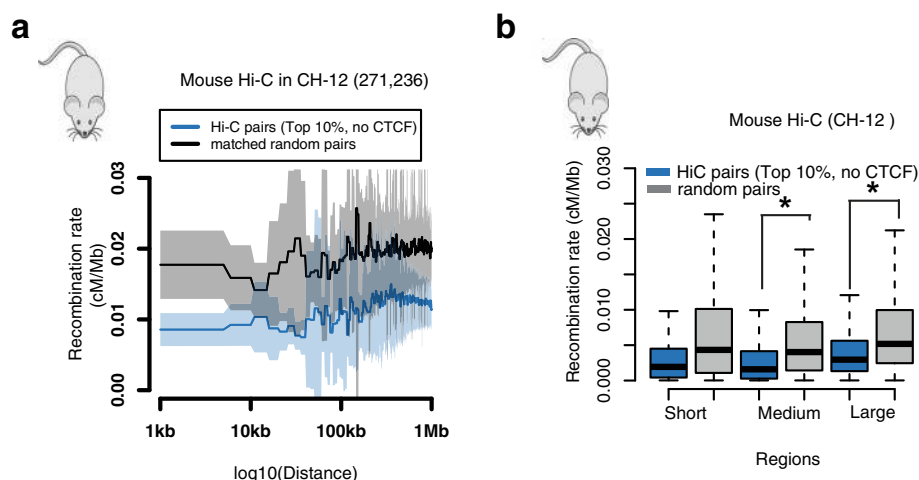 a
Mouse Hi-C in CH-12 (271,236)
Hi-C pairs (Top 10%, no CTCF)
matched random pairs
Recombination rate
(cM/Mb)
0.03
0.02
0.01
0.00
1kb
10kb
100kb
1Mb
log10(Distance)
b
Mouse Hi-C (CH-12 )
HiC pairs (Top 10%, no CTCF)
random pairs
*
*
Recombination rate (cM/Mb)
0.030
0.020
0.010
0.000
Short
Medium
Large
Regions